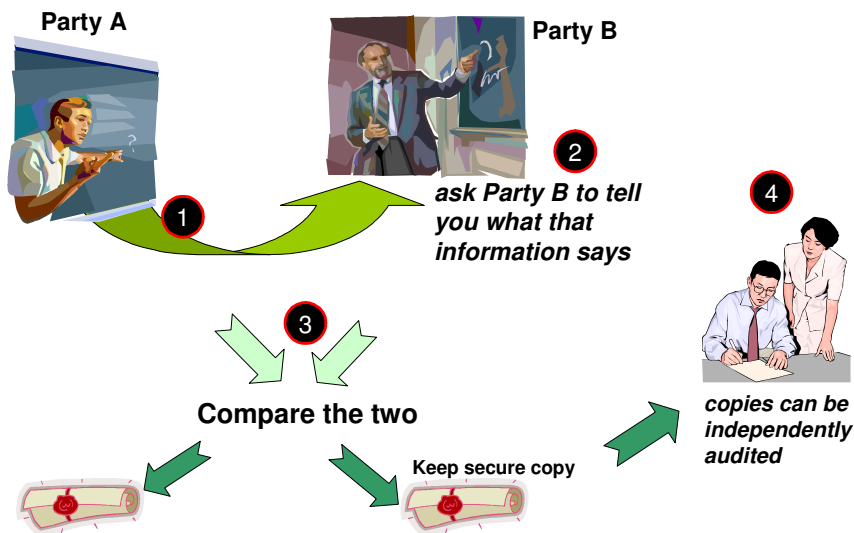 Party A
Party B
1
2
ask Party B to tell
you what that
information says
3
Compare the two
Keep secure copy
4
copies can be
independently
audited